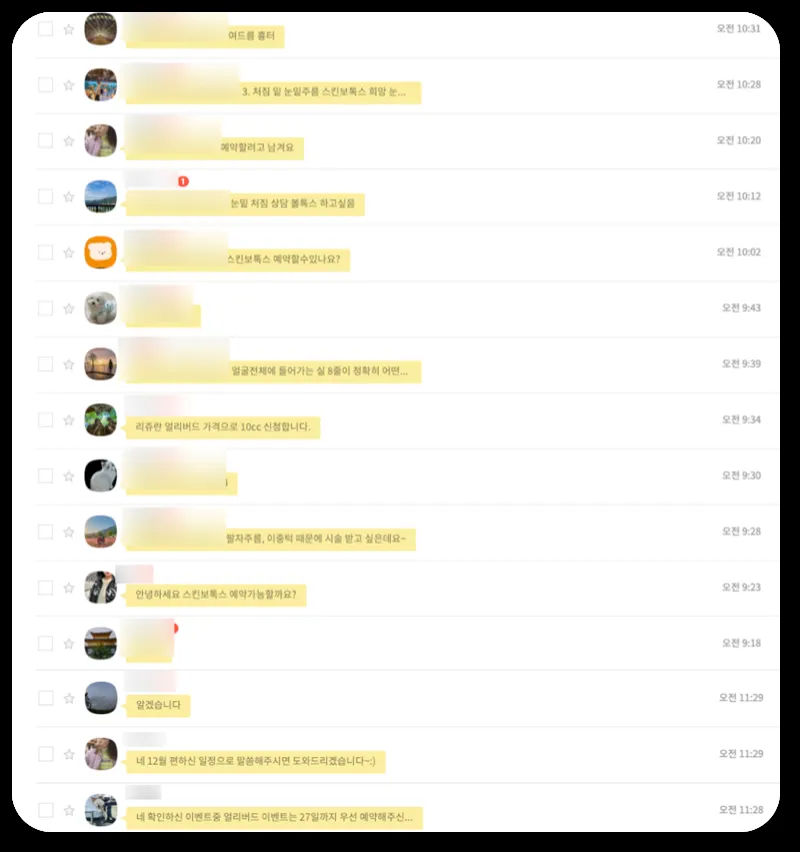 여드름 흉터
오전 10:31
3. 처짐 밑 눈밑주름 스킨보톡스 희망 눈...
오전 10:28
예약할려고 남겨요
오전 10:20
1
눈밑 처짐 상담 볼톡스 하고싶음
오전 10:12
스킨보톡스 예약할수있나요?
오전 10:02
오전 9:43
얼굴전체에 들어가는 실 8줄이 정확히 어떤...
오전 9:39
리쥬란 얼리버드 가격으로 10cc 신청합니다.
오전 9:34
오전 9:30
팔자주름, 이중턱 때문에 시술 받고 싶은데요~
오전 9:28
안녕하세요 스킨보톡스 예약가능할까요?
오전 9:23
오전 9:18
알겠습니다
오전 11:29
네 12월 편하신 일정으로 말씀해주시면 도와드리겠습니다~:)
오전 11:29
네 확인하신 이벤트중 얼리버드 이벤트는 27일까지 우선 예약해주신...
오전 11:28